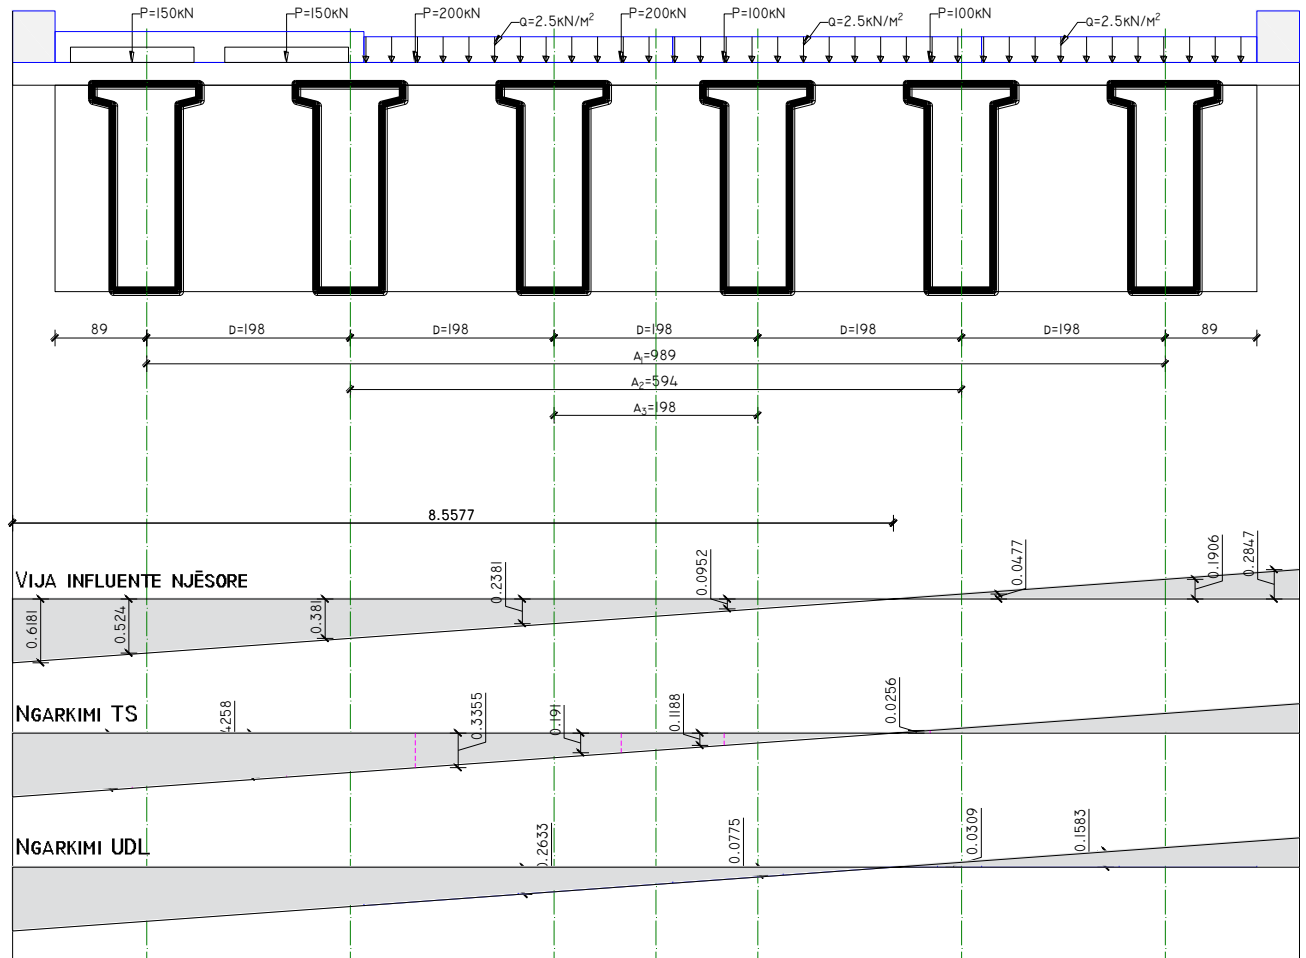 P=150KN
P=150KN
P=200KN
Q=2.5KN/M²
P=200KN
P=100KN
Q=2.5KN/M²
P=100KN
Q=2.5KN/M²
89
D=198
D=198
D=198
D=198
D=198
89
A₁=989
A₂=594
A₃=198
8.5577
VIJA INFLUENTE NJËSORE
0.6181
0.524
0.381
0.2381
0.0952
0.0477
0.1906
0.2847
NGARKIMI TS
4258
0.3355
0.191
0.1188
0.0256
NGARKIMI UDL
0.2633
0.0775
0.0309
0.1583